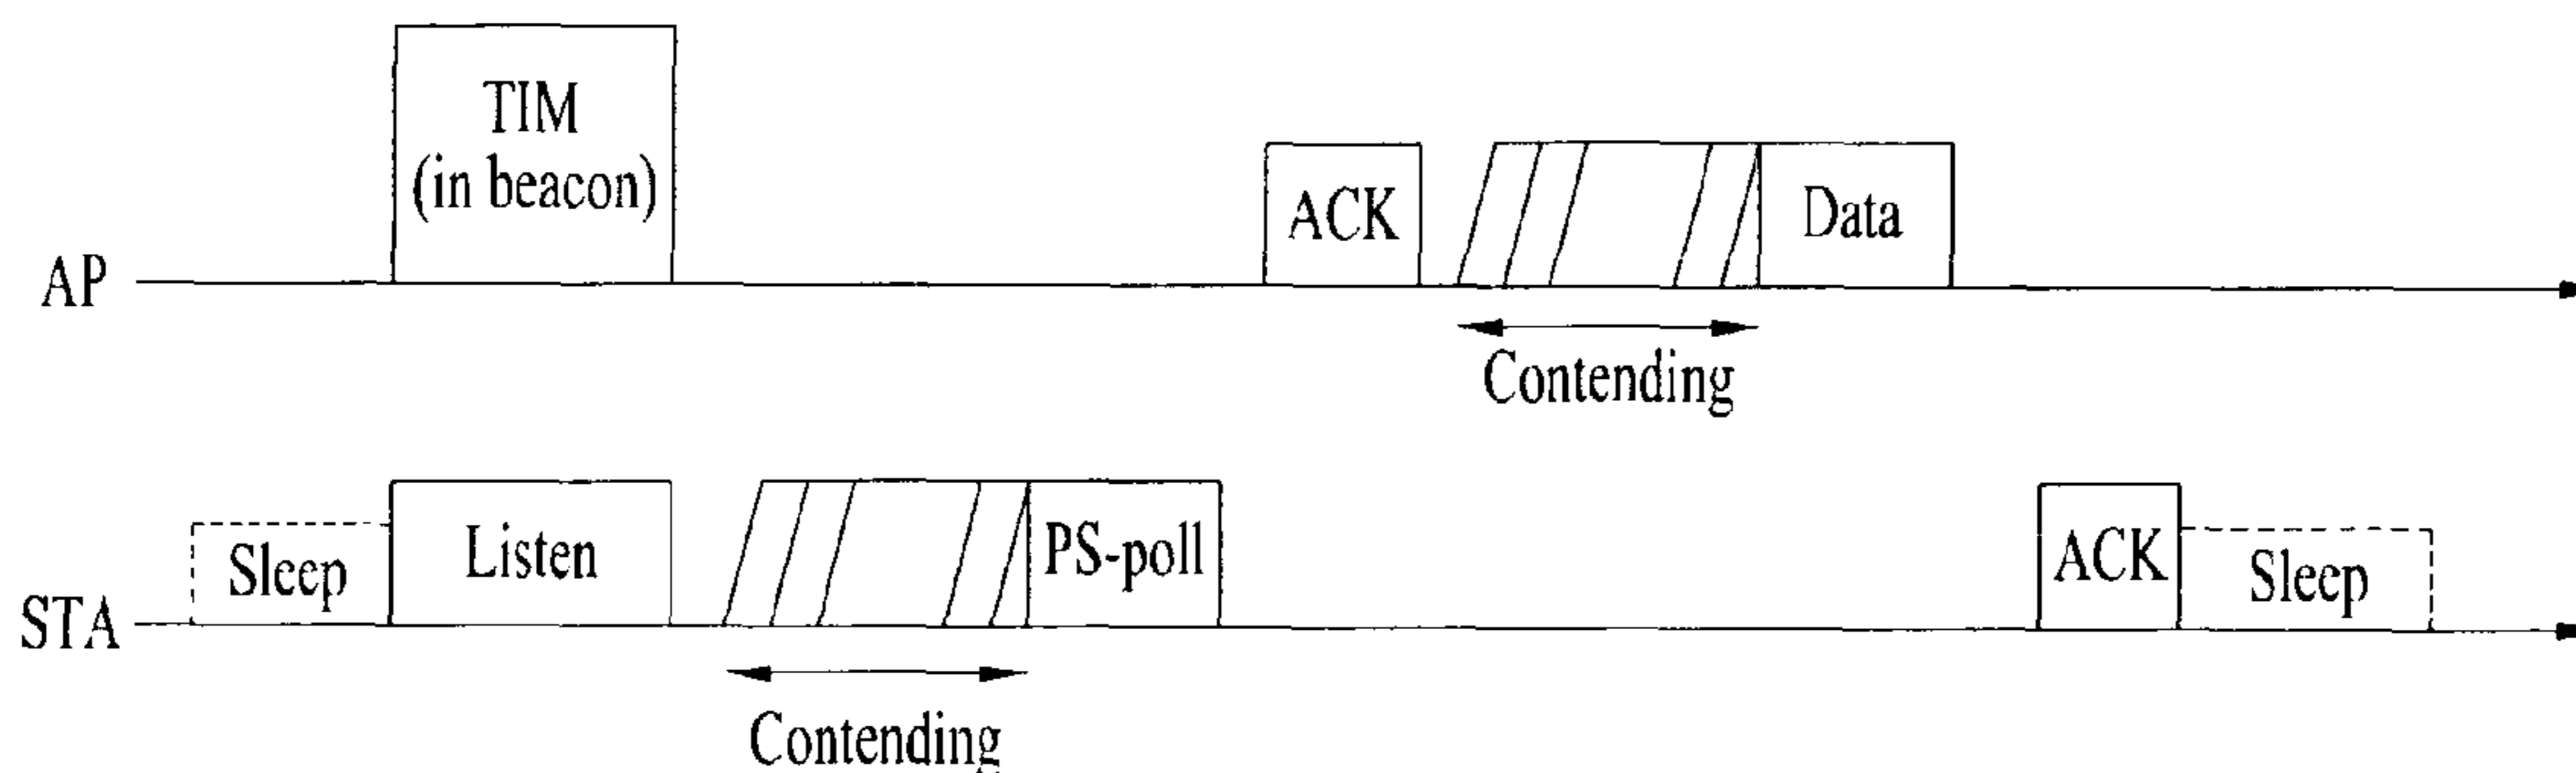 TIM
(in beacon)
ACK
Data
AP
Contending
Sleep
Listen
PS-poll
ACK
Sleep
STA
Contending